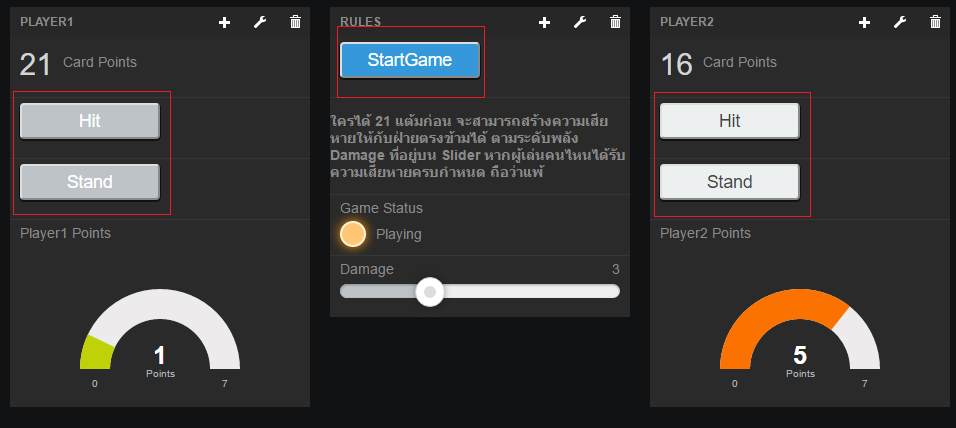 PLAYER1
21 Card Points
Hit
Stand
Player1 Points
1
Points
0 7
RULES
StartGame
ใครได้ 21 แต้มก่อน จะสามารถสร้างความเสีย
หายให้กับฝ่ายตรงข้ามได้ ตามระดับพลัง
Damage ที่อยู่บน Slider หากผู้เล่นคนไหนได้รับ
ความเสียหายครบกำหนด ถือว่าแพ้
Game Status
Playing
Damage 3
PLAYER2
16 Card Points
Hit
Stand
Player2 Points
5
Points
0 7